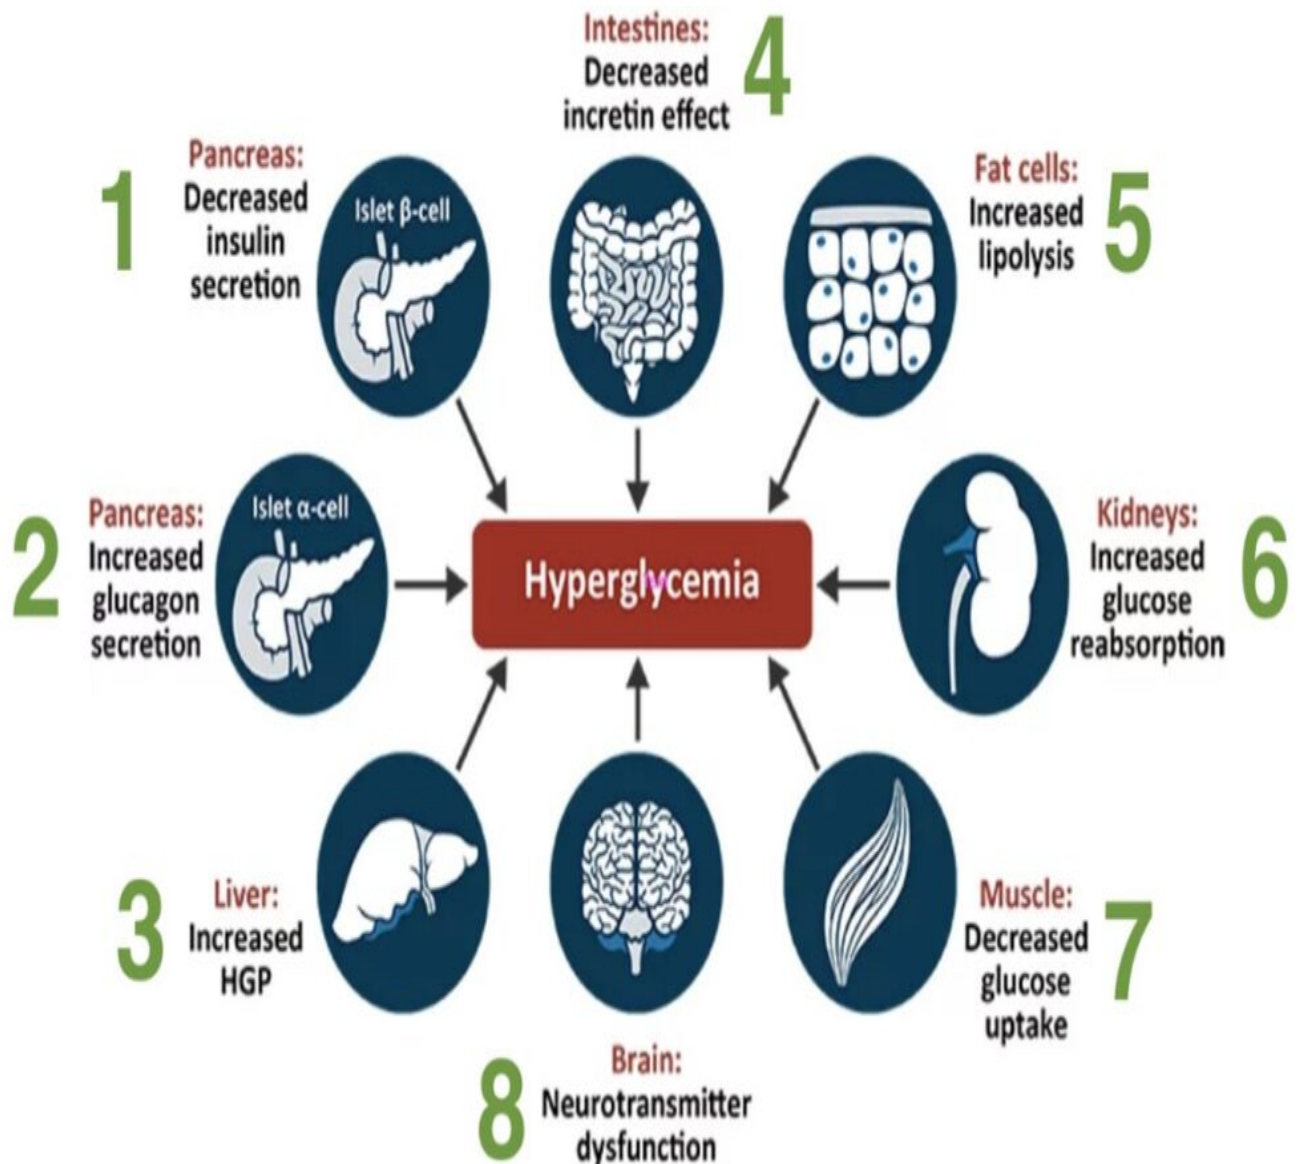 Intestines:
Decreased
incretin effect
4
1
Pancreas:
Decreased
insulin
secretion
Islet β-cell
Fat cells:
Increased
lipolysis
5
2
Pancreas:
Increased
glucagon
secretion
Islet α-cell
Hyperglycemia
Kidneys:
Increased
glucose
reabsorption
6
3
Liver:
Increased
HGP
Muscle:
Decreased
glucose
uptake
7
8
Brain:
Neurotransmitter
dysfunction